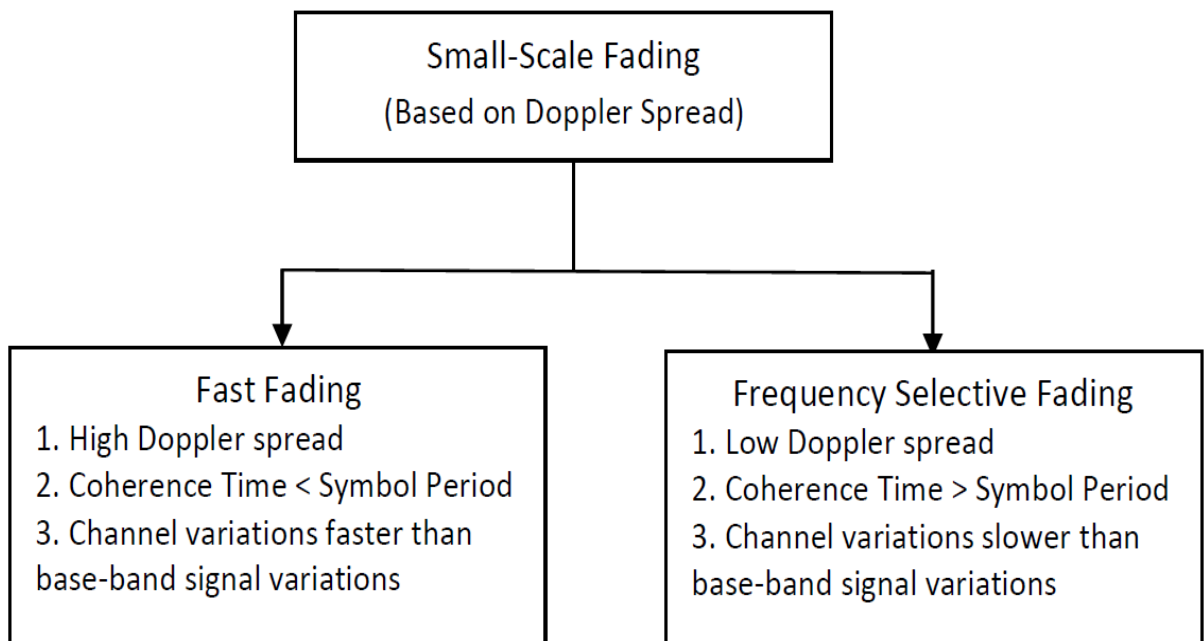 Small-Scale Fading
(Based on Doppler Spread)
Fast Fading
1. High Doppler spread
2. Coherence Time < Symbol Period
3. Channel variations faster than
base-band signal variations
Frequency Selective Fading
1. Low Doppler spread
2. Coherence Time > Symbol Period
3. Channel variations slower than
base-band signal variations